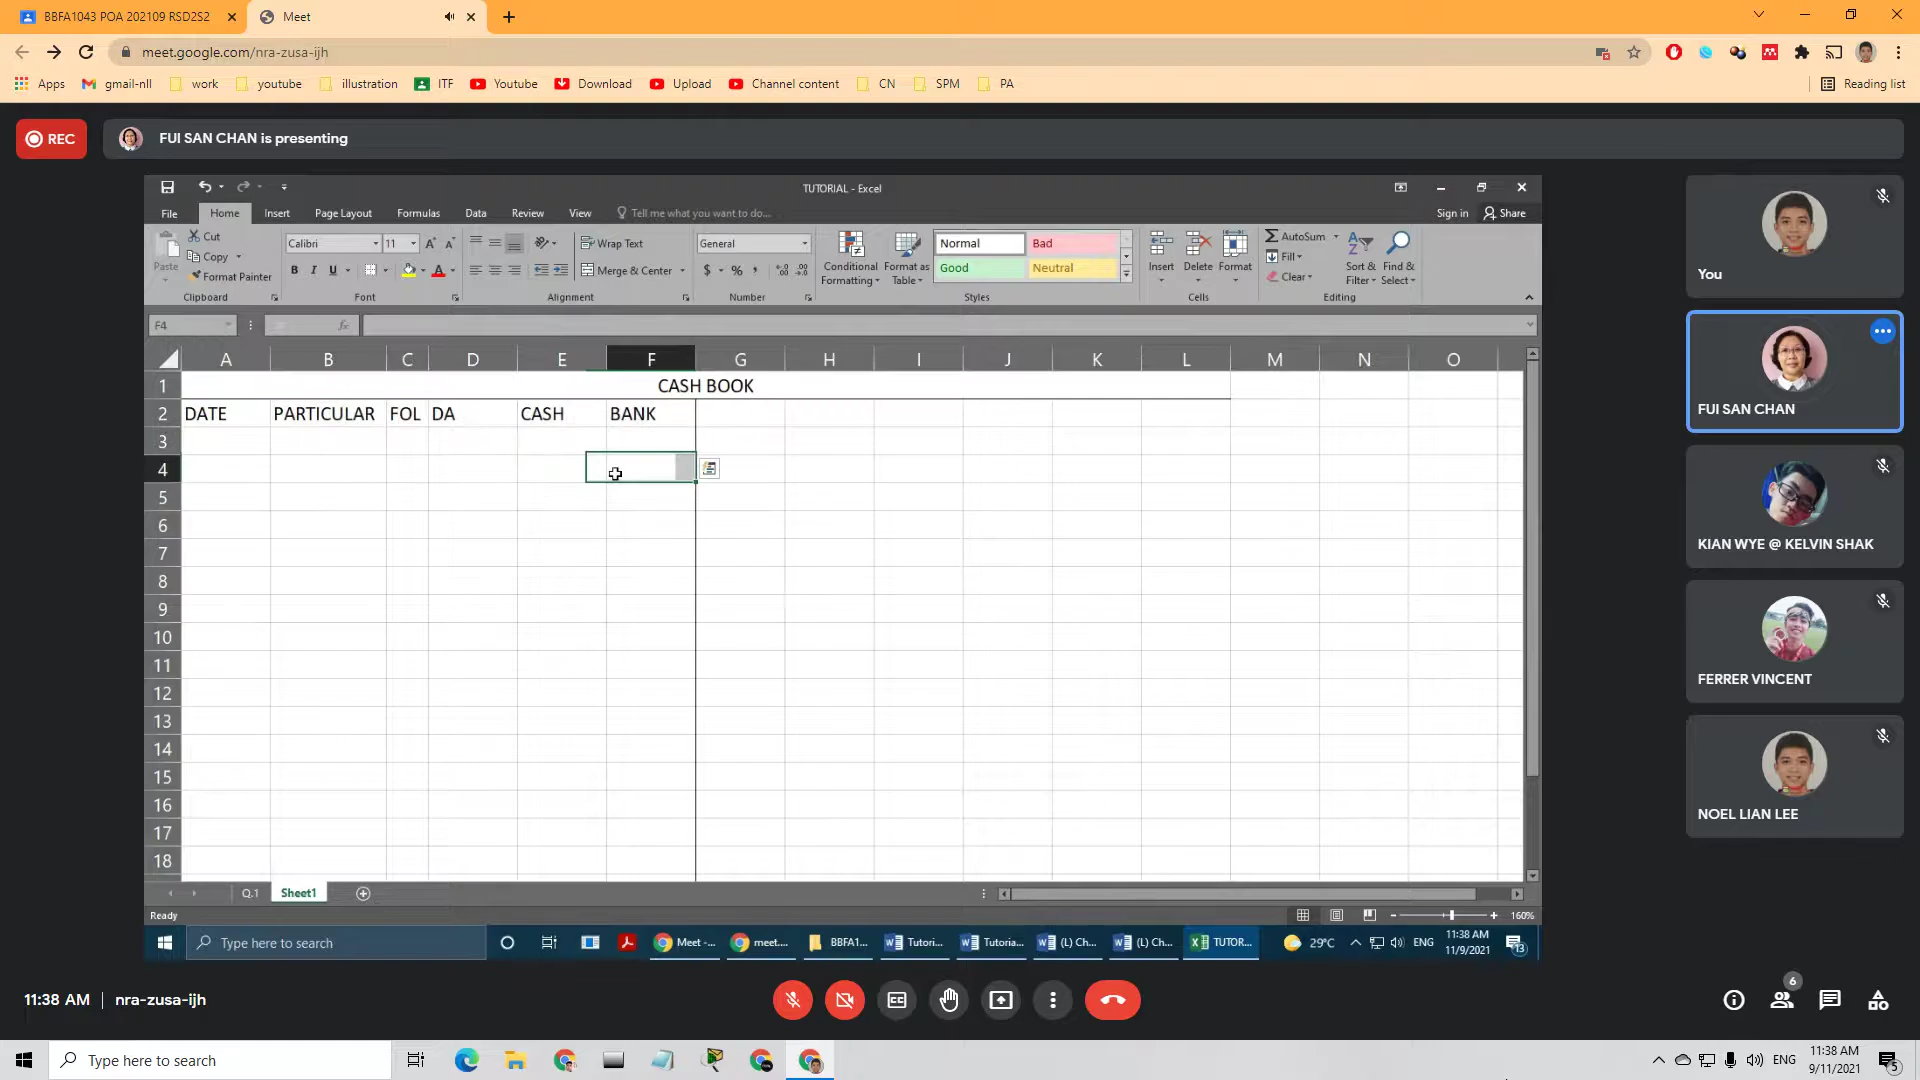 BBFA1043 POA 202109 RSD2S2
Meet
meet.google.com/nra-zusa-ijh
Apps
gmail-nll
work
youtube
illustration
ITF
Youtube
Download
Upload
Channel content
CN
SPM
PA
Reading list
REC
FUI SAN CHAN is presenting
TUTORIAL - Excel
File
Home
Insert
Page Layout
Formulas
Data
Review
View
Tell me what you want to do...
Sign in
Share
Paste
Cut
Copy
Format Painter
Clipboard
Calibri
11
B I U
Font
Wrap Text
Merge & Center
Alignment
General
$ % ,
Number
Conditional Formatting
Format as Table
Normal
Bad
Good
Neutral
Styles
Insert
Delete
Format
Cells
AutoSum
Fill
Clear
Sort & Filter
Find & Select
Editing
F4
fx
A B C D E F G H I J K L M N O
1 CASH BOOK
2 DATE PARTICULAR FOL DA CASH BANK
3
4
5
6
7
8
9
10
11
12
13
14
15
16
17
18
Q.1
Sheet1
Ready
160%
Type here to search
Meet -...
meet....
BBFA1...
Tutori...
Tutoria...
(L) Ch...
(L) Ch...
TUTOR...
29°C
ENG
11:38 AM
11/9/2021
13
You
FUI SAN CHAN
KIAN WYE @ KELVIN SHAK
FERRER VINCENT
NOEL LIAN LEE
11:38 AM | nra-zusa-ijh
6
Type here to search
ENG
11:38 AM
9/11/2021
5